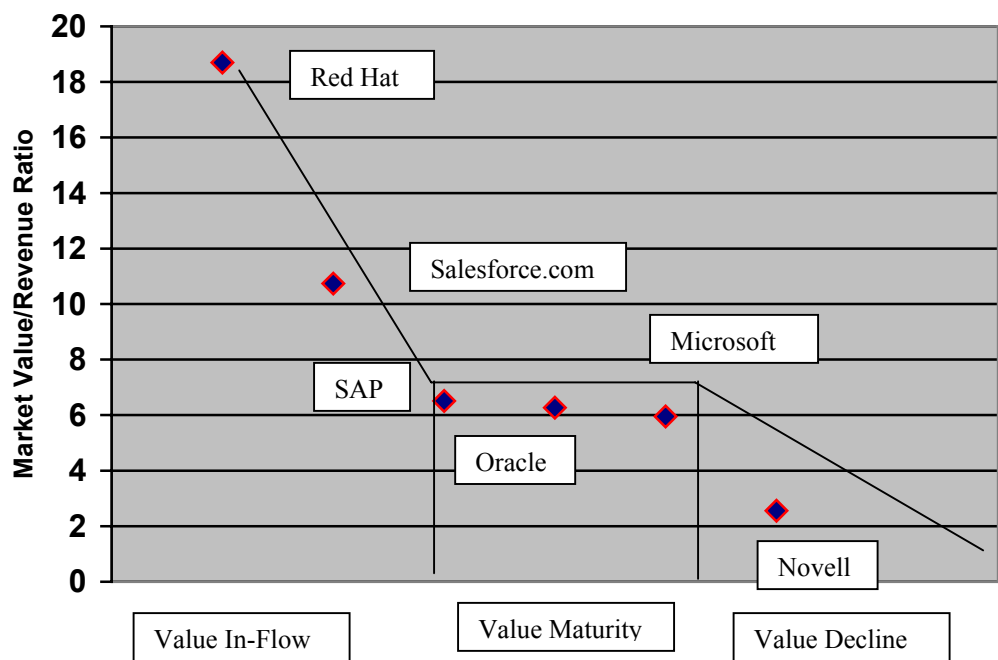 Market Value/Revenue Ratio
20
18
16
14
12
10
8
6
4
2
0
Red Hat
Salesforce.com
Microsoft
SAP
Oracle
Novell
Value In-Flow
Value Maturity
Value Decline